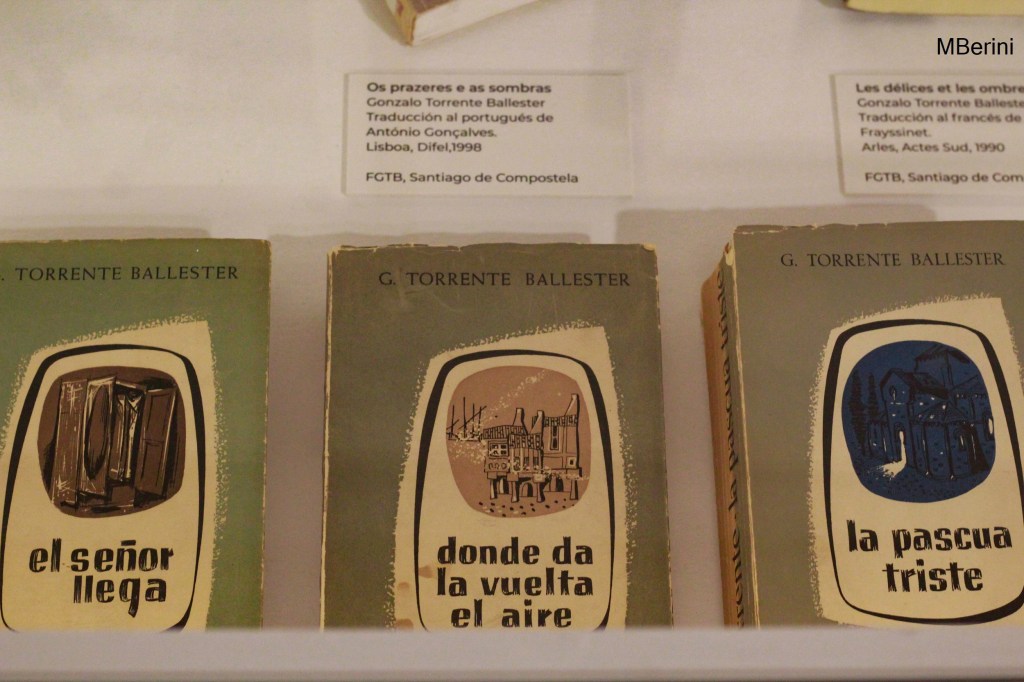 MBerini
Os prazeres e as sombras
Gonzalo Torrente Ballester
Traducción al portugués de
António Gonçalves.
Lisboa, Difel,1998
FGTB, Santiago de Compostela
Les délices et les ombre
Gonzalo Torrente Balleste
Traducción al francés de
Frayssinet.
Arles, Actes Sud, 1990
FGTB, Santiago de Com
. TORRENTE BALLESTER
el señor
llega
G. TORRENTE BALLESTER
donde da
la vuelta
el aire
la pascua triste
G. TORRENTE BALLESTER
la pascua
triste